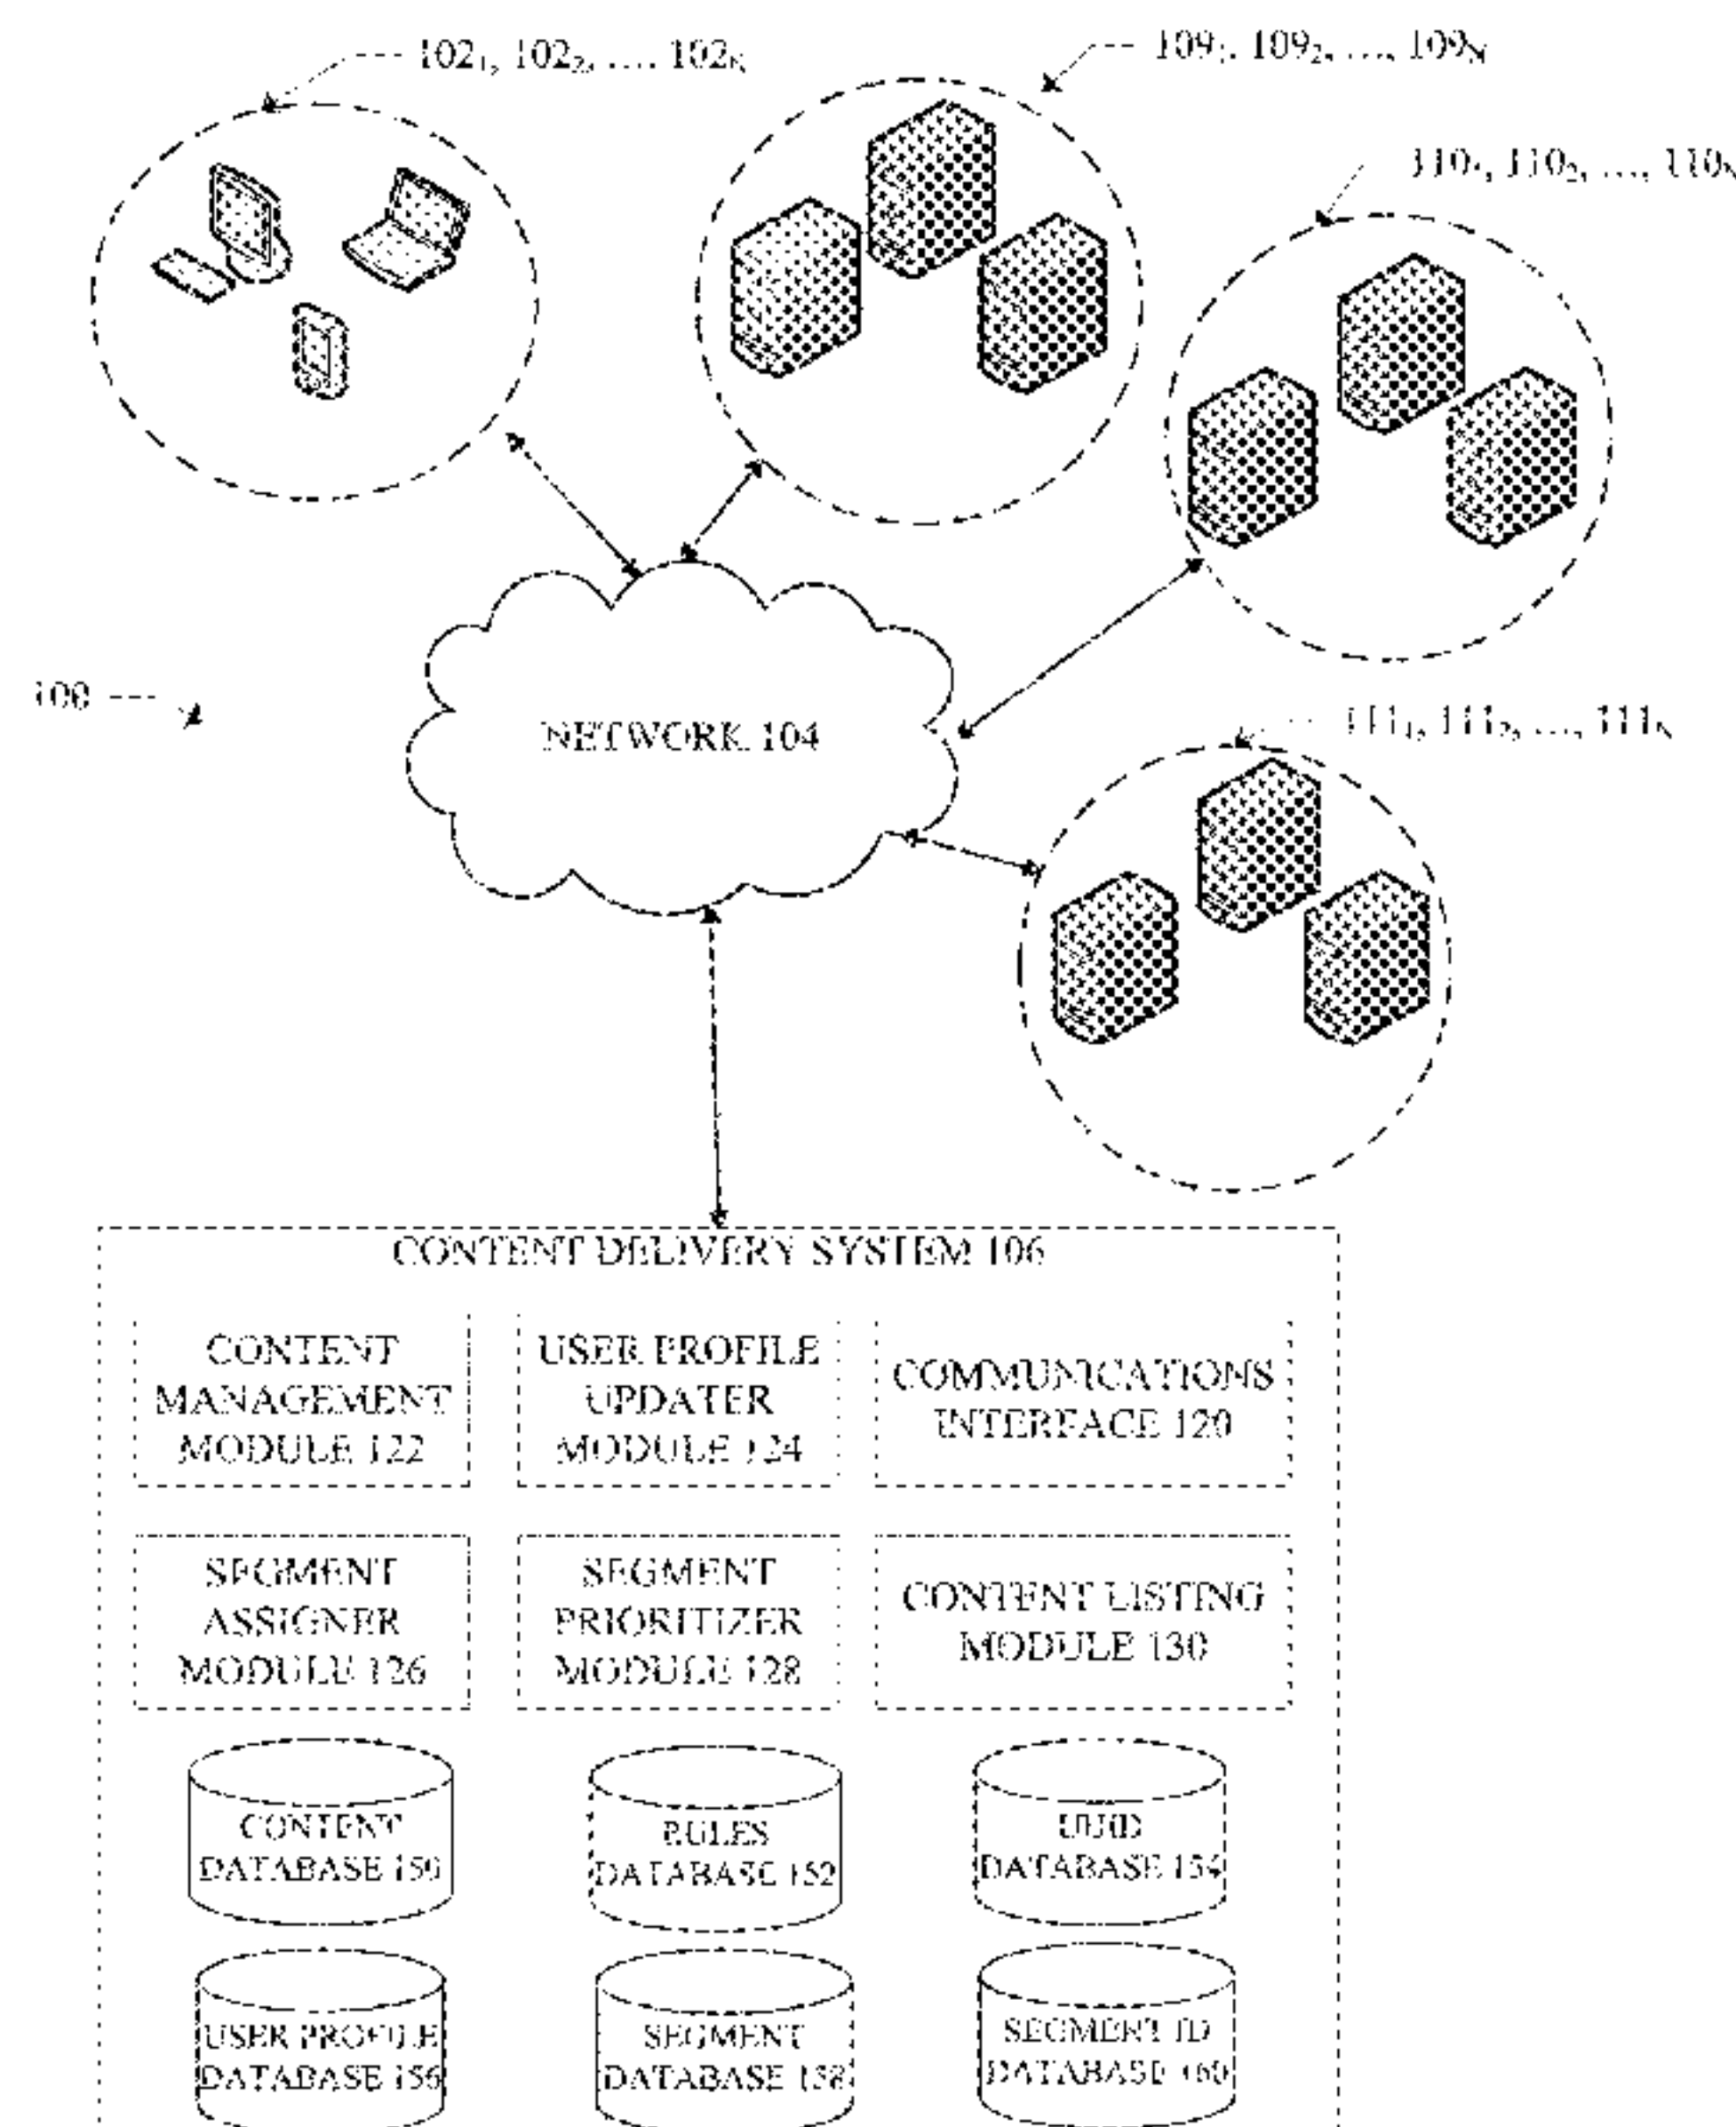 102₁, 102₂, .... 102N
109₁, 109₂, ..., 109N
110₁, 110₂, ..., 110N
100
NETWORK 104
111₁, 111₂, ..., 111N
CONTENT DELIVERY SYSTEM 106
CONTENT
MANAGEMENT
MODULE 122
USER PROFILE
UPDATER
MODULE 124
COMMUNICATIONS
INTERFACE 120
SEGMENT
ASSIGNER
MODULE 126
SEGMENT
PRIORITIZER
MODULE 128
CONTENT LISTING
MODULE 130
CONTENT
DATABASE 150
RULES
DATABASE 152
UUID
DATABASE 154
USER PROFILE
DATABASE 156
SEGMENT
DATABASE 158
SEGMENT ID
DATABASE 160